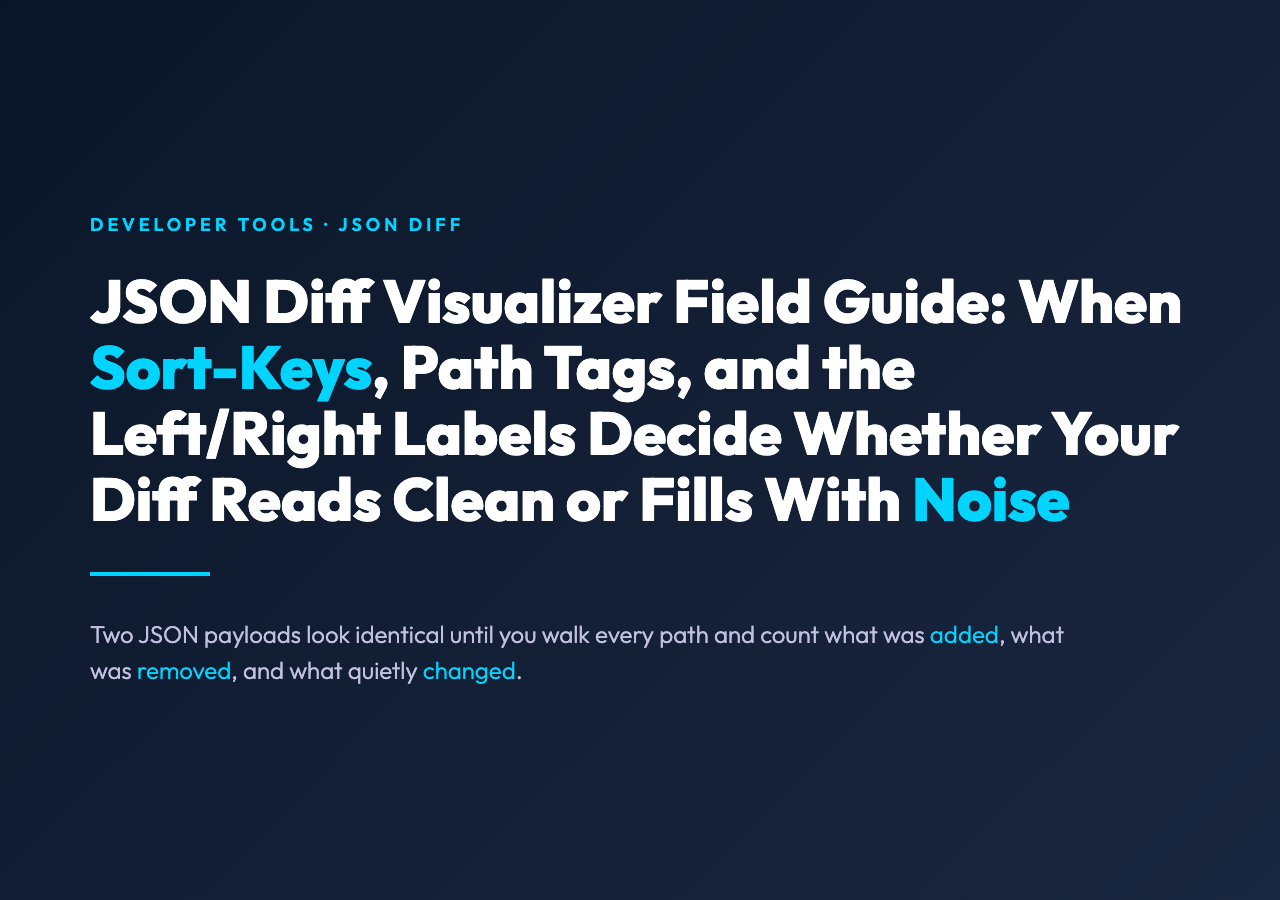 DEVELOPER TOOLS · JSON DIFF
JSON Diff Visualizer Field Guide: When
Sort-Keys, Path Tags, and the
Left/Right Labels Decide Whether Your
Diff Reads Clean or Fills With Noise
Two JSON payloads look identical until you walk every path and count what was added, what
was removed, and what quietly changed.